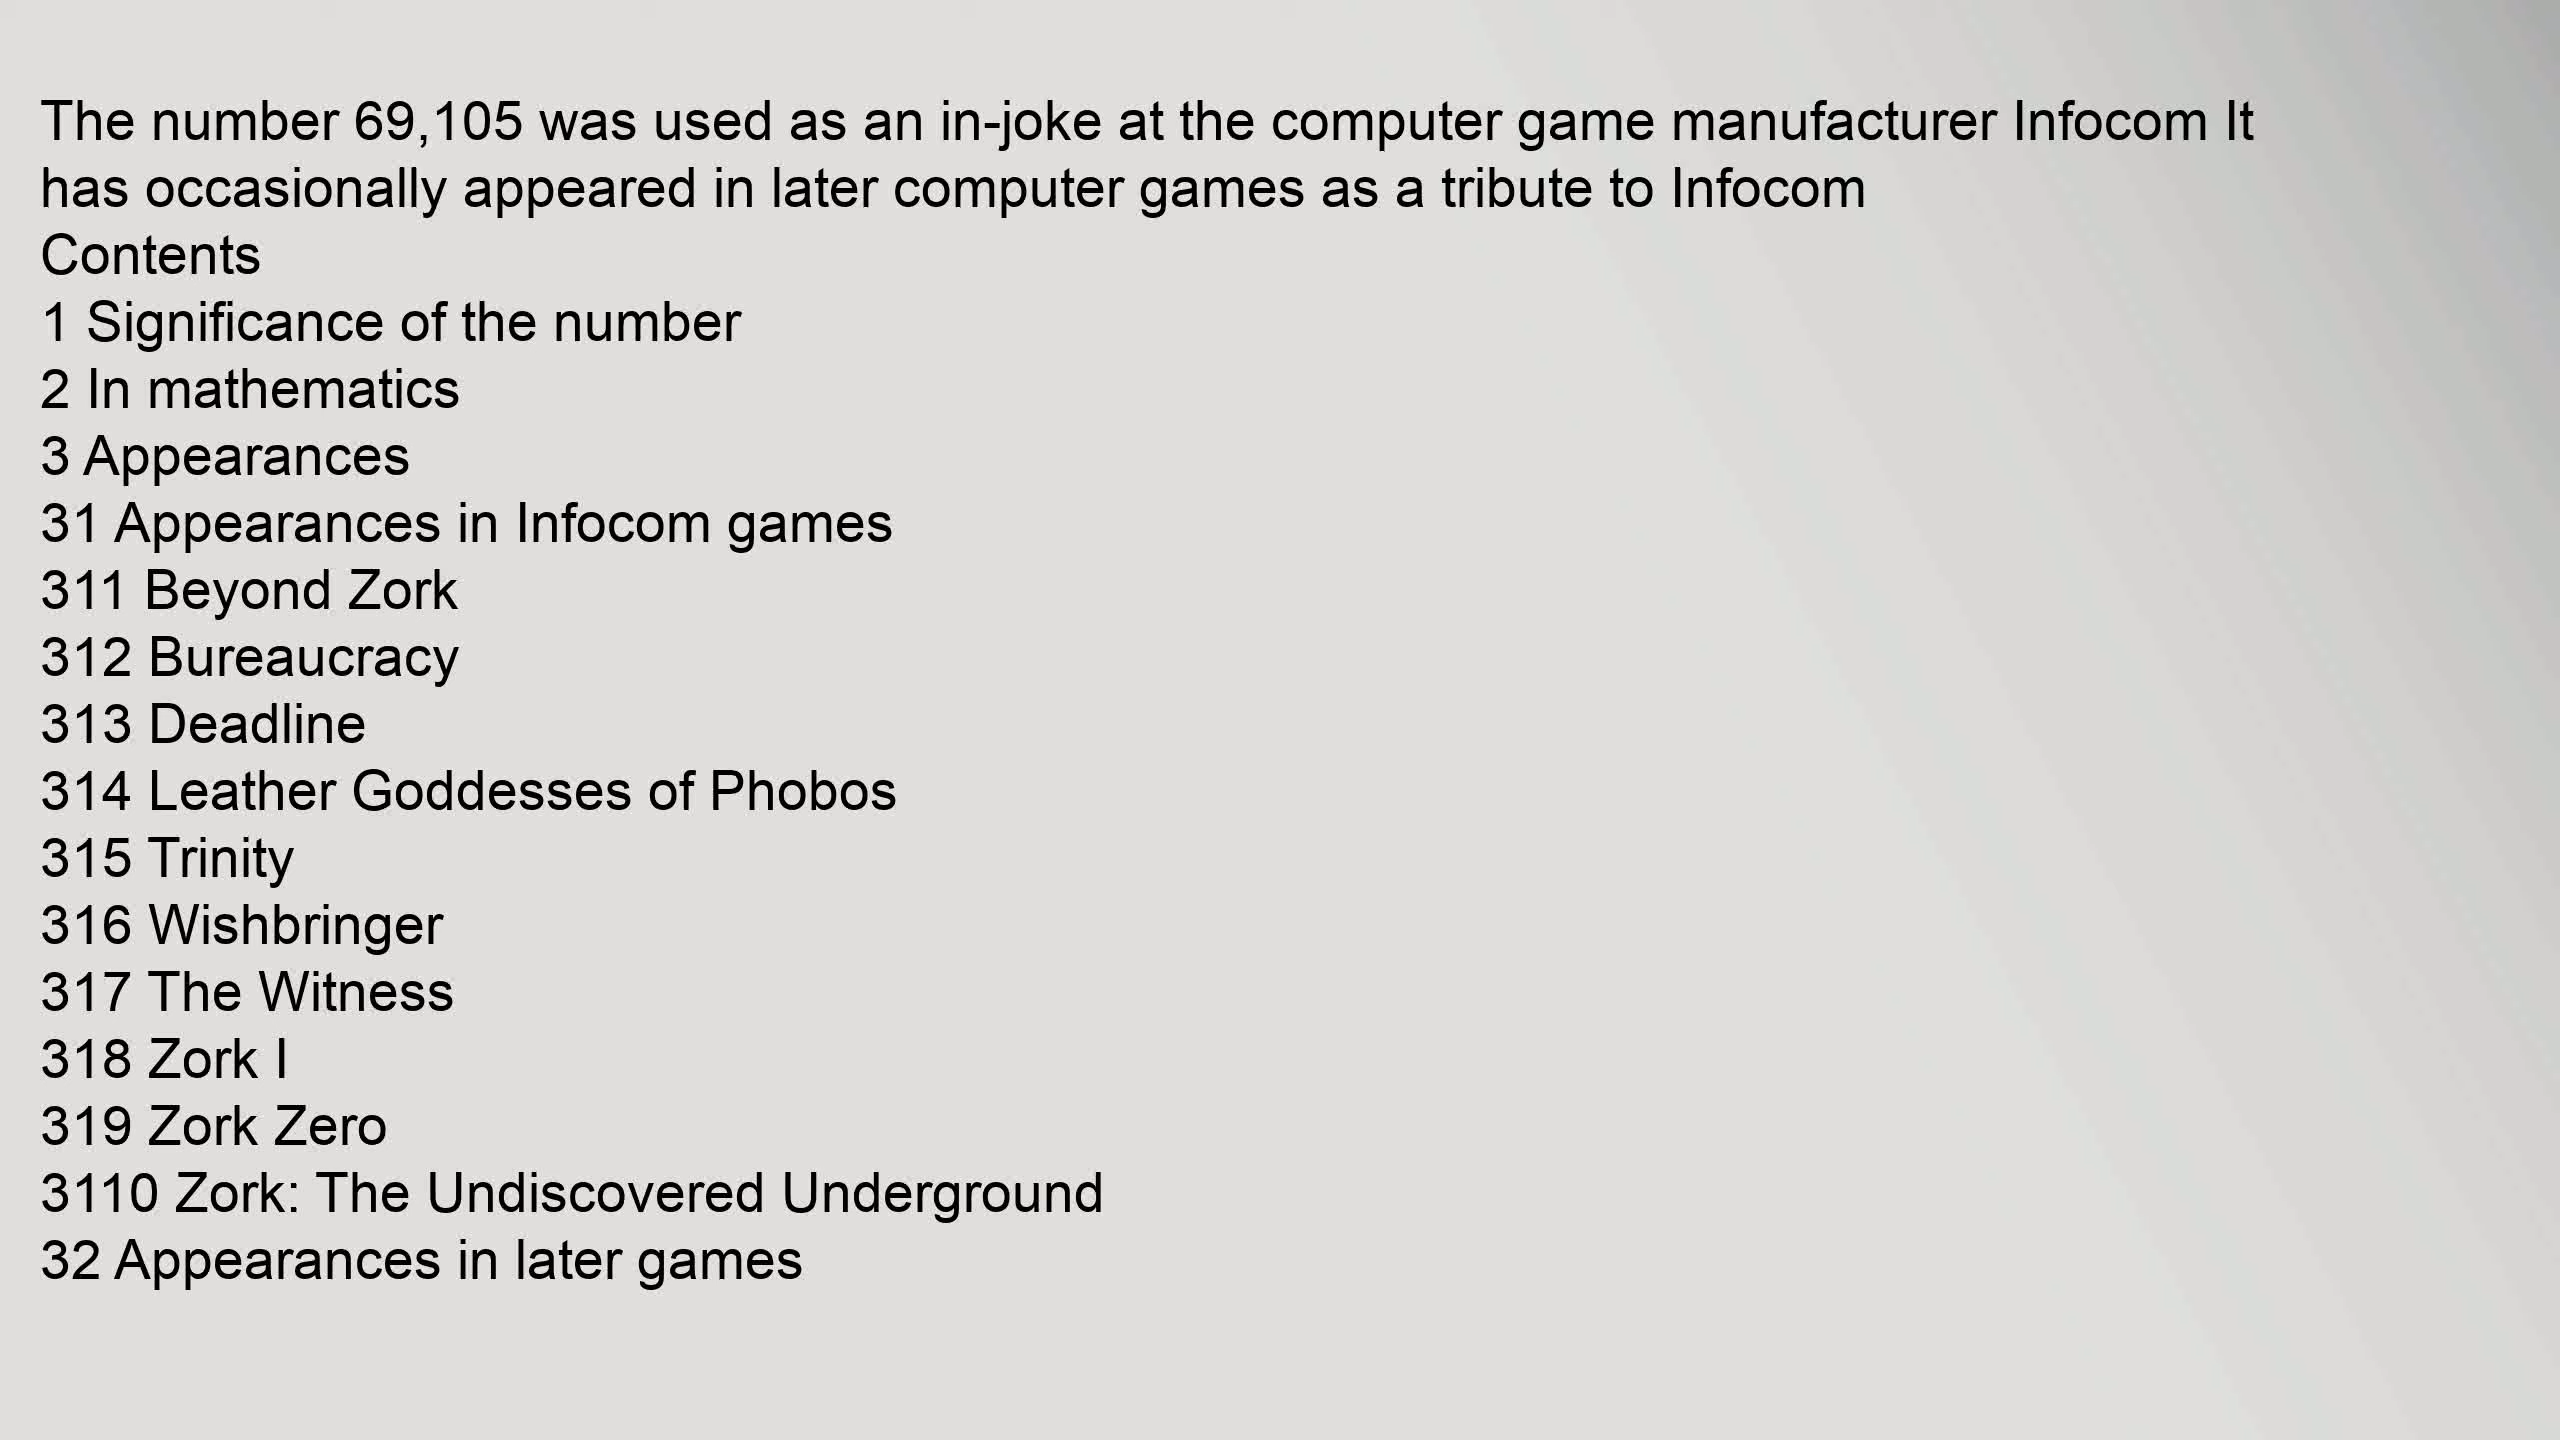 The number 69,105 was used as an in-joke at the computer game manufacturer Infocom It
has occasionally appeared in later computer games as a tribute to Infocom
Contents
1 Significance of the number
2 In mathematics
3 Appearances
31 Appearances in Infocom games
311 Beyond Zork
312 Bureaucracy
313 Deadline
314 Leather Goddesses of Phobos
315 Trinity
316 Wishbringer
317 The Witness
318 Zork I
319 Zork Zero
3110 Zork: The Undiscovered Underground
32 Appearances in later games